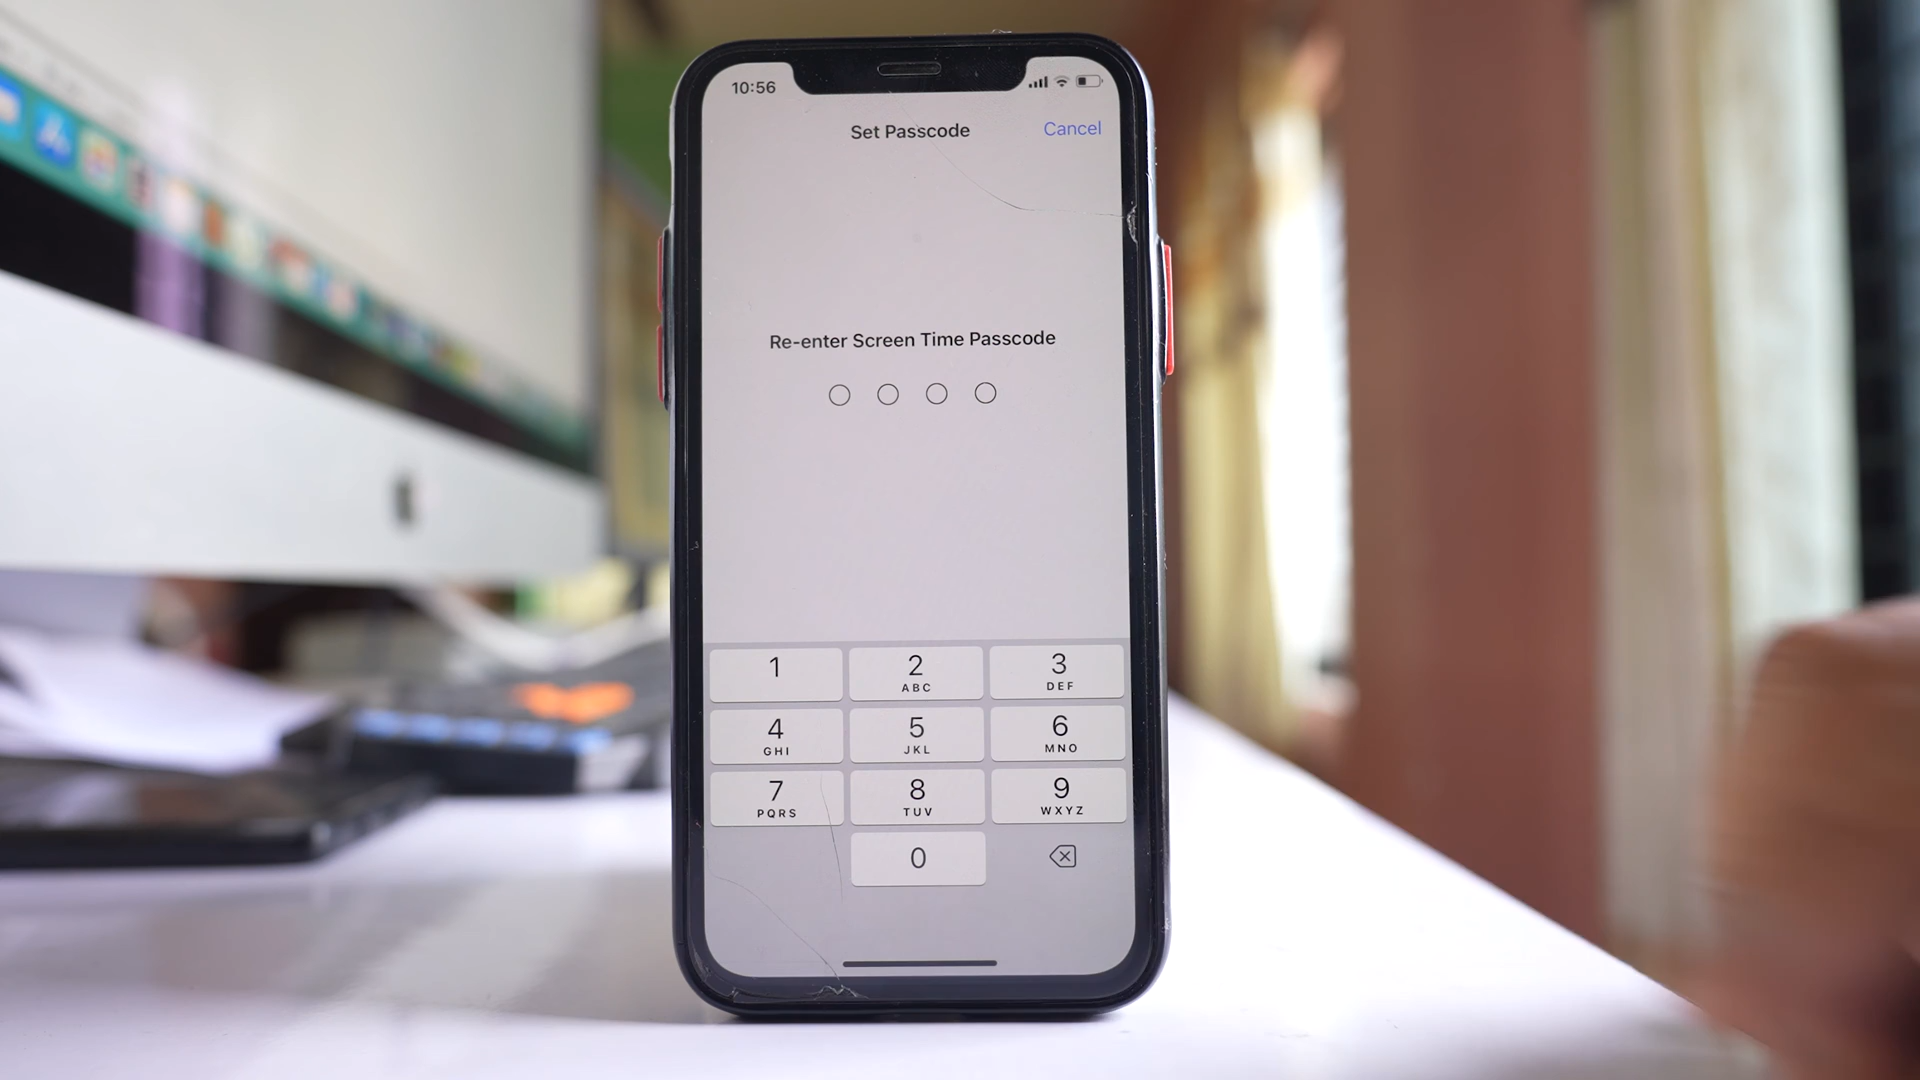 10:56
Set Passcode
Cancel
Re-enter Screen Time Passcode
1
2
ABC
3
DEF
4
GHI
5
JKL
6
MNO
7
PQRS
8
TUV
9
WXYZ
0